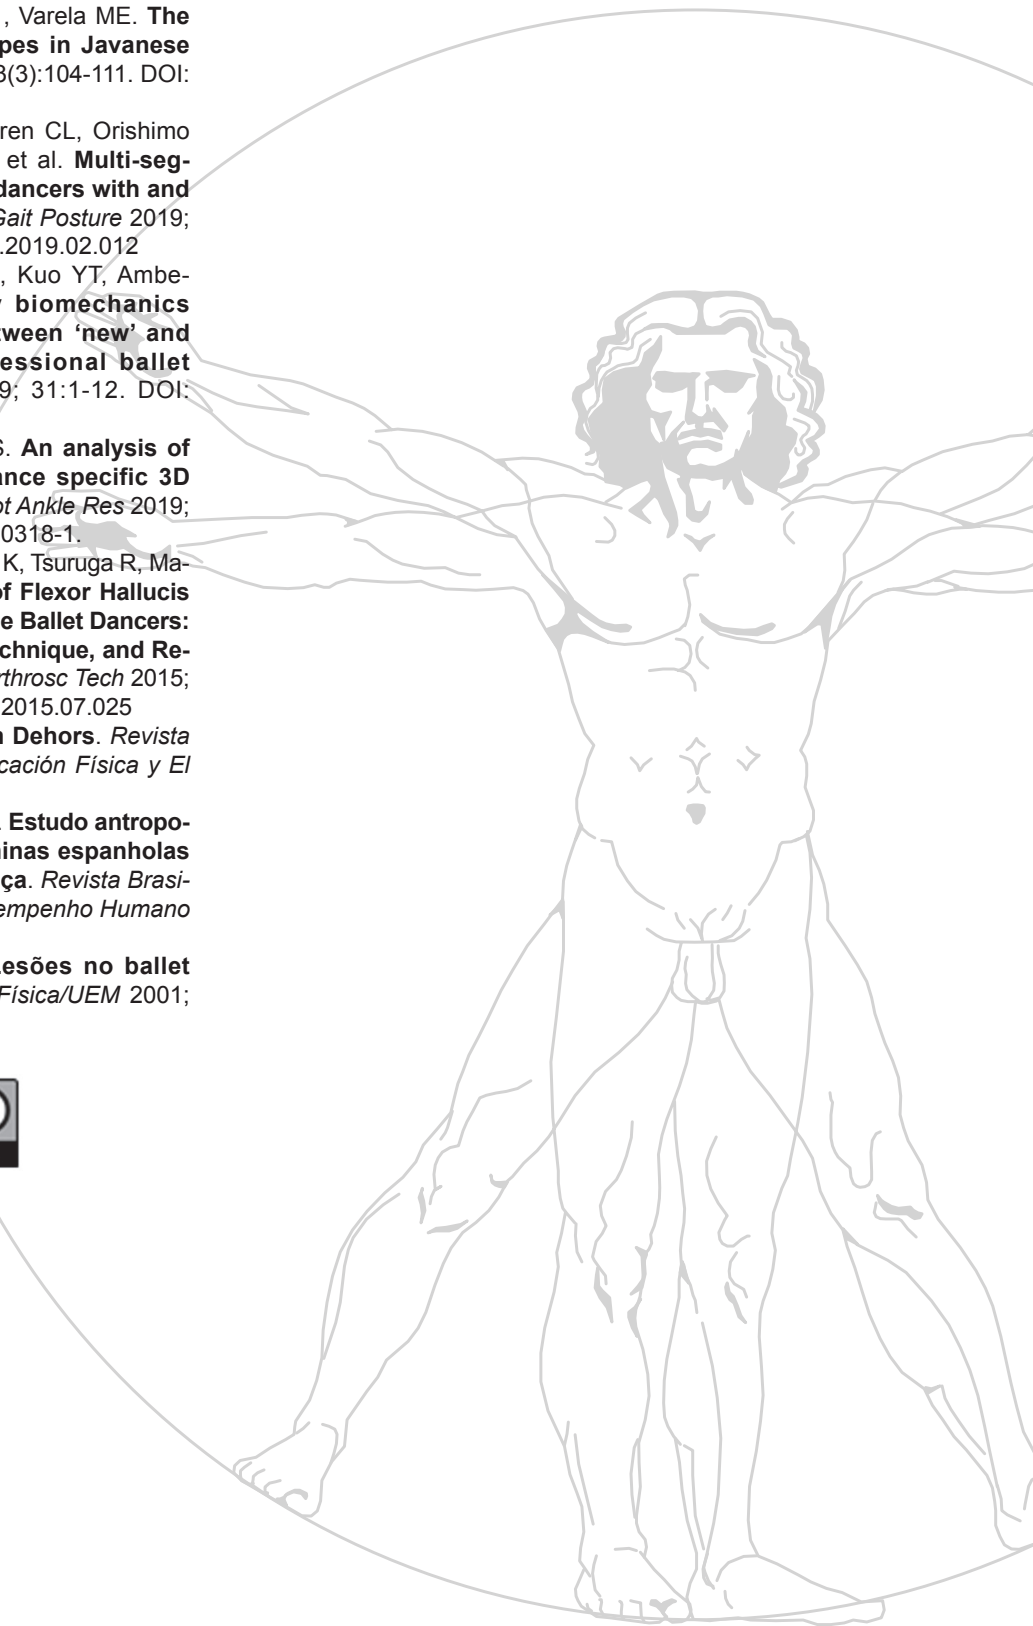 , Varela ME. The
pes in Javanese
3(3):104-111. DOI:
ren CL, Orishimo
et al. Multi-seg-
dancers with and
Gait Posture 2019;
.2019.02.012
, Kuo YT, Ambe-
biomechanics
tween ‘new’ and
essional ballet
9; 31:1-12. DOI:
S. An analysis of
ance specific 3D
ot Ankle Res 2019;
0318-1.
K, Tsuruga R, Ma-
of Flexor Hallucis
e Ballet Dancers:
echnique, and Re-
rthrosc Tech 2015;
.2015.07.025
n Dehors. Revista
cación Física y El
. Estudo antropo-
ninas espanholas
ça. Revista Brasi-
empenho Humano
Lesões no ballet
Física/UEM 2001;